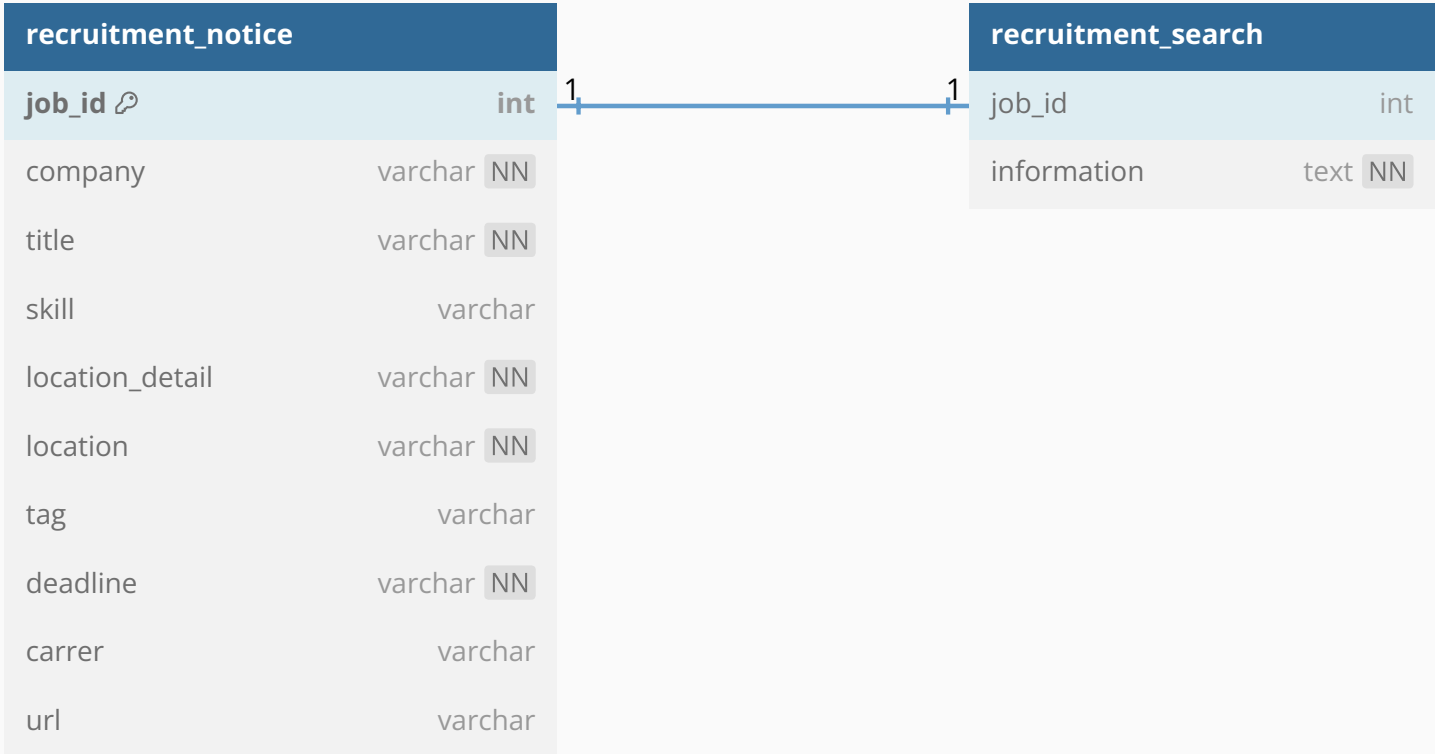 recruitment_notice
job_id int
company varchar NN
title varchar NN
skill varchar
location_detail varchar NN
location varchar NN
tag varchar
deadline varchar NN
carrer varchar
url varchar
1 1
recruitment_search
job_id int
information text NN